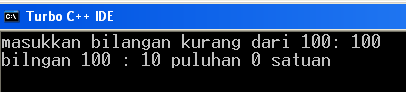 Turbo C++ IDE
masukkan bilangan kurang dari 100: 100
bilngan 100 : 10 puluhan 0 satuan